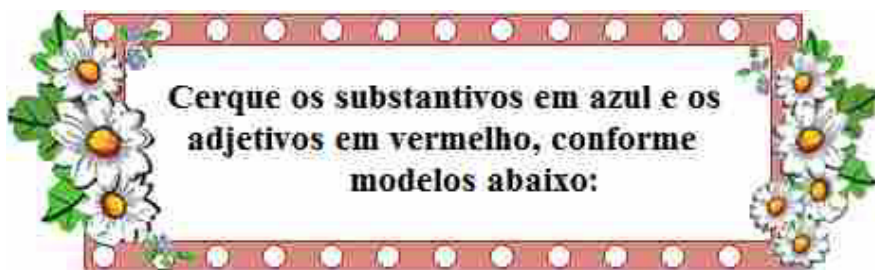 Cerque os substantivos em azul e os
adjetivos em vermelho, conforme
modelos abaixo: